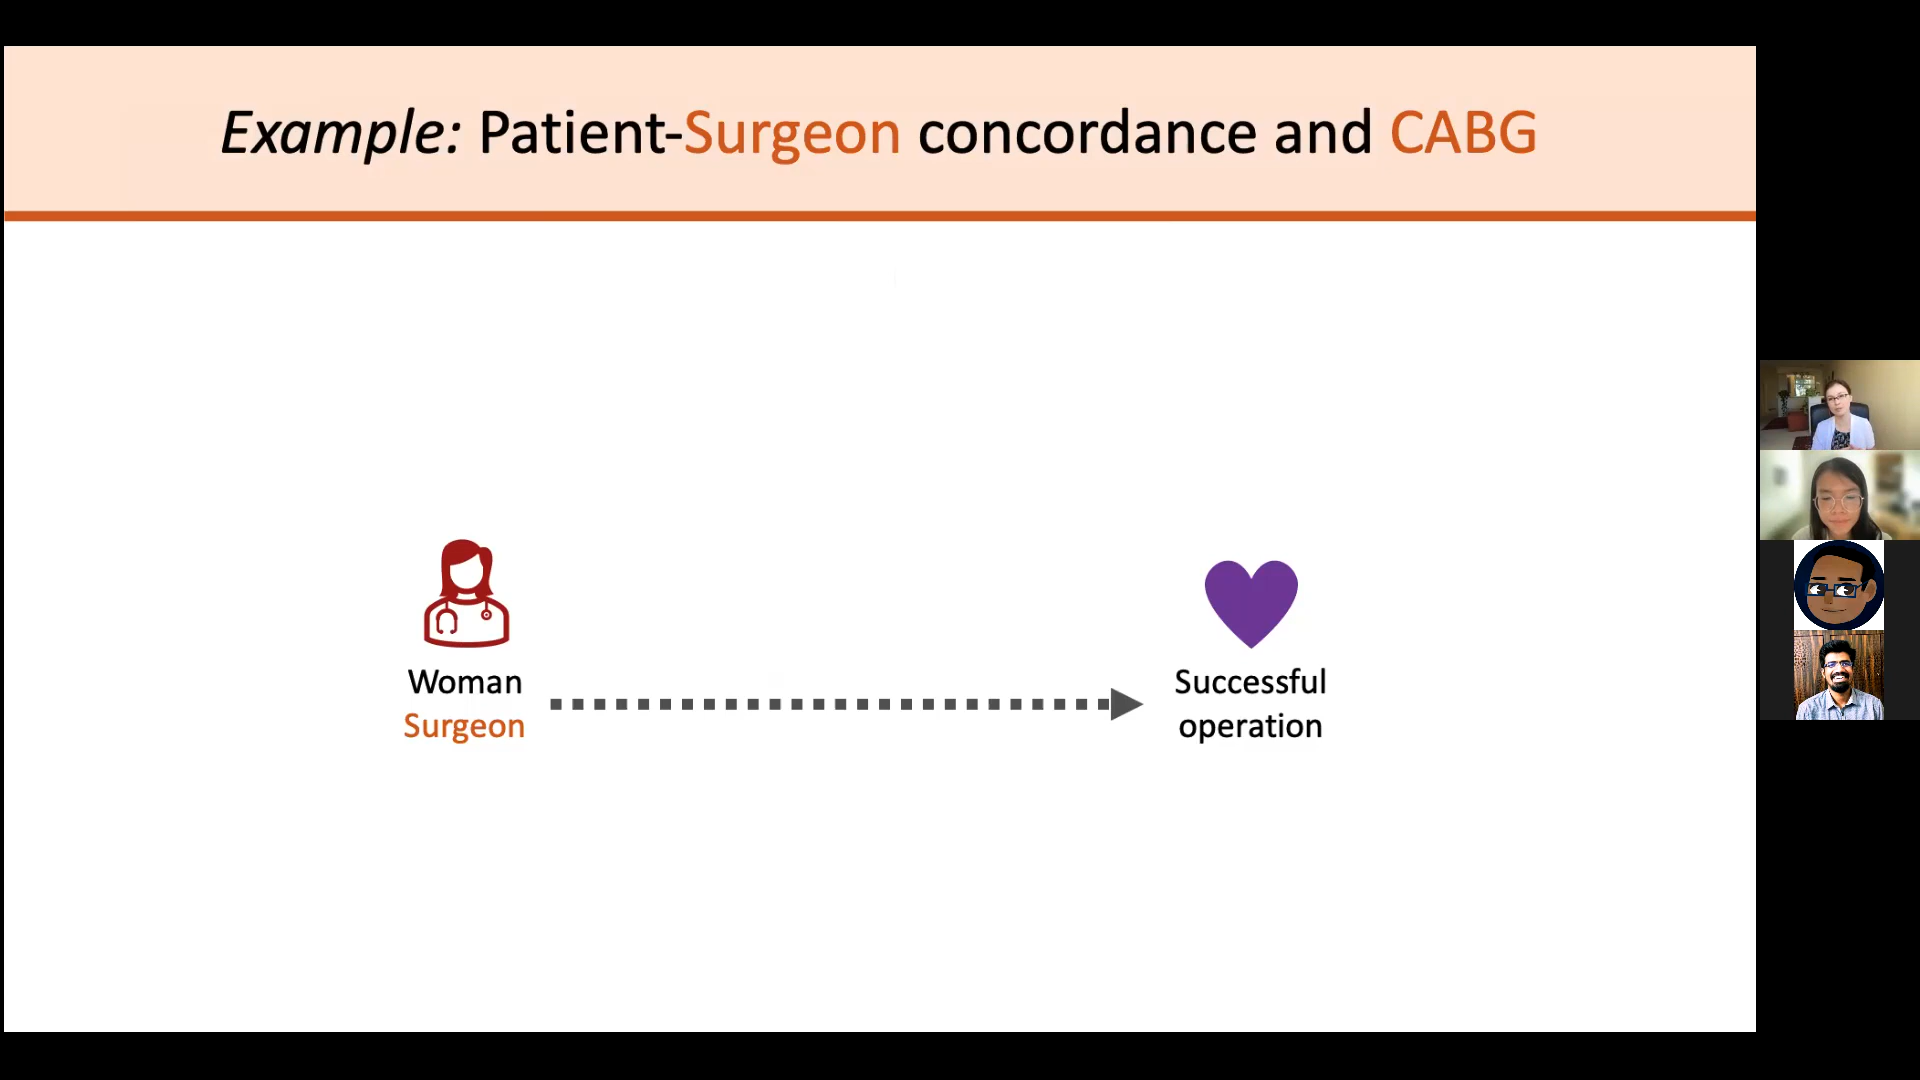 Example: Patient-Surgeon concordance and CABG
Woman
Surgeon
Successful
operation